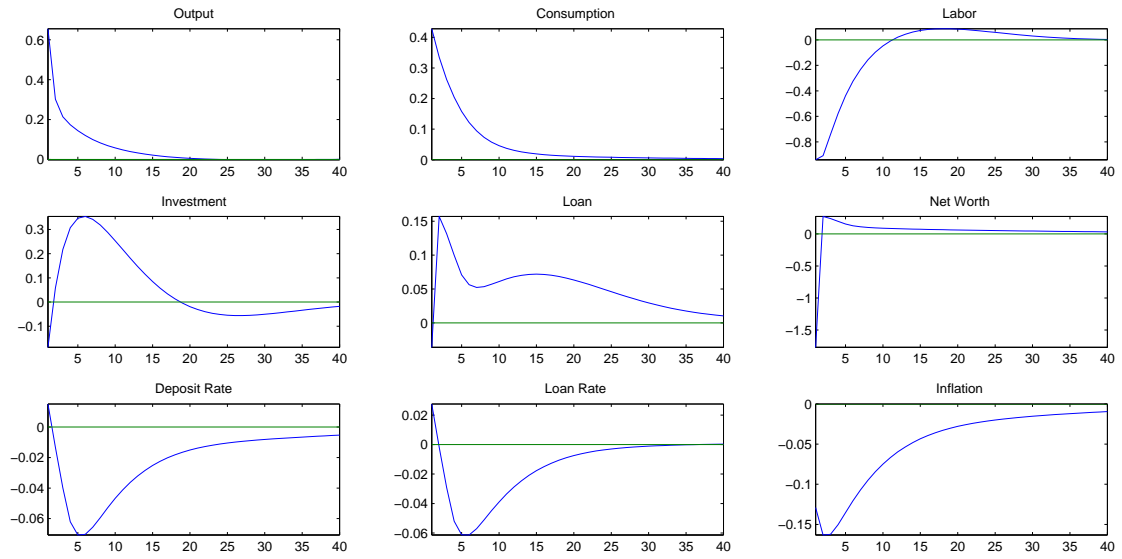 Output
0.6
0.4
0.2
0
5 10 15 20 25 30 35 40
Consumption
0.4
0.3
0.2
0.1
0
5 10 15 20 25 30 35 40
Labor
0
−0.2
−0.4
−0.6
−0.8
5 10 15 20 25 30 35 40
Investment
0.3
0.2
0.1
0
−0.1
5 10 15 20 25 30 35 40
Loan
0.15
0.1
0.05
0
5 10 15 20 25 30 35 40
Net Worth
0
−0.5
−1
−1.5
5 10 15 20 25 30 35 40
Deposit Rate
0
−0.02
−0.04
−0.06
5 10 15 20 25 30 35 40
Loan Rate
0.02
0
−0.02
−0.04
−0.06
5 10 15 20 25 30 35 40
Inflation
0
−0.05
−0.1
−0.15
5 10 15 20 25 30 35 40